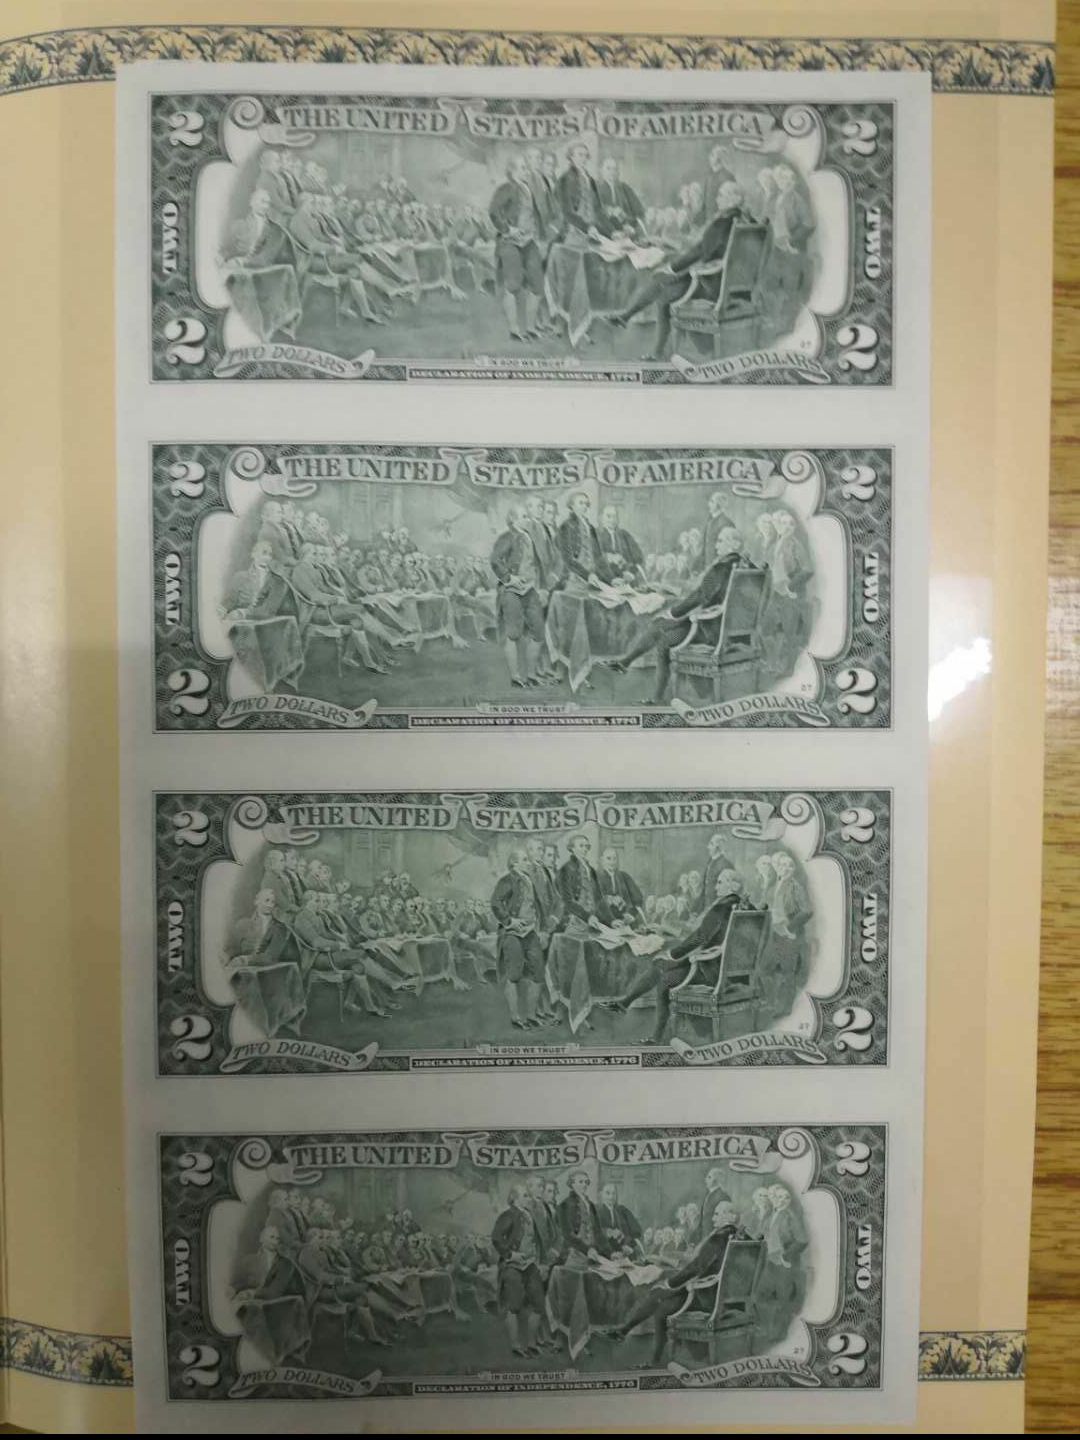 2 THE UNITED STATES OF AMERICA 2
TWO TWO
2 TWO DOLLARS IN GOD WE TRUST TWO DOLLARS 27 2
DECLARATION OF INDEPENDENCE, 1776
2 THE UNITED STATES OF AMERICA 2
TWO TWO
2 TWO DOLLARS IN GOD WE TRUST TWO DOLLARS 27 2
DECLARATION OF INDEPENDENCE, 1776
2 THE UNITED STATES OF AMERICA 2
TWO TWO
2 TWO DOLLARS IN GOD WE TRUST TWO DOLLARS 27 2
DECLARATION OF INDEPENDENCE, 1776
2 THE UNITED STATES OF AMERICA 2
TWO TWO
2 TWO DOLLARS IN GOD WE TRUST TWO DOLLARS 27 2
DECLARATION OF INDEPENDENCE, 1776